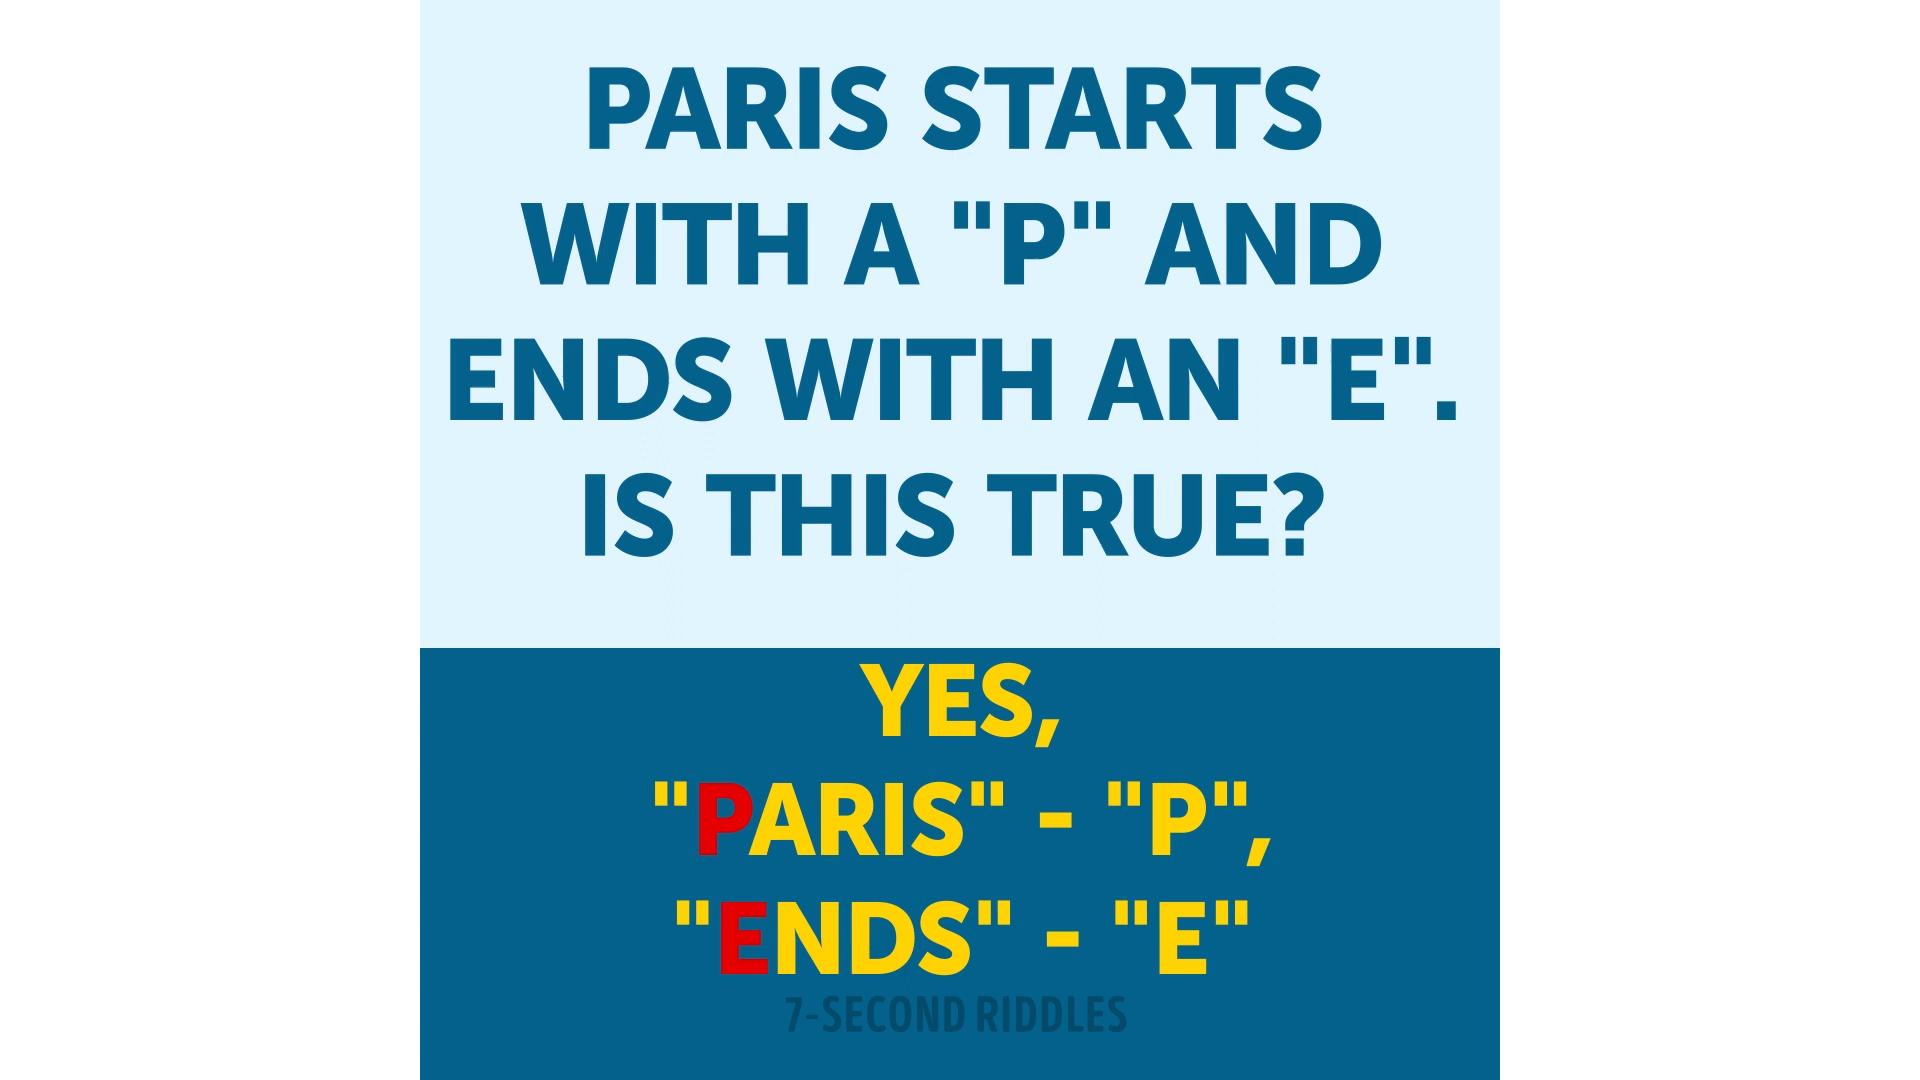 PARIS STARTS
WITH A "P" AND
ENDS WITH AN "E".
IS THIS TRUE?
YES,
"PARIS" - "P",
"ENDS" - "E"
7-SECOND RIDDLES